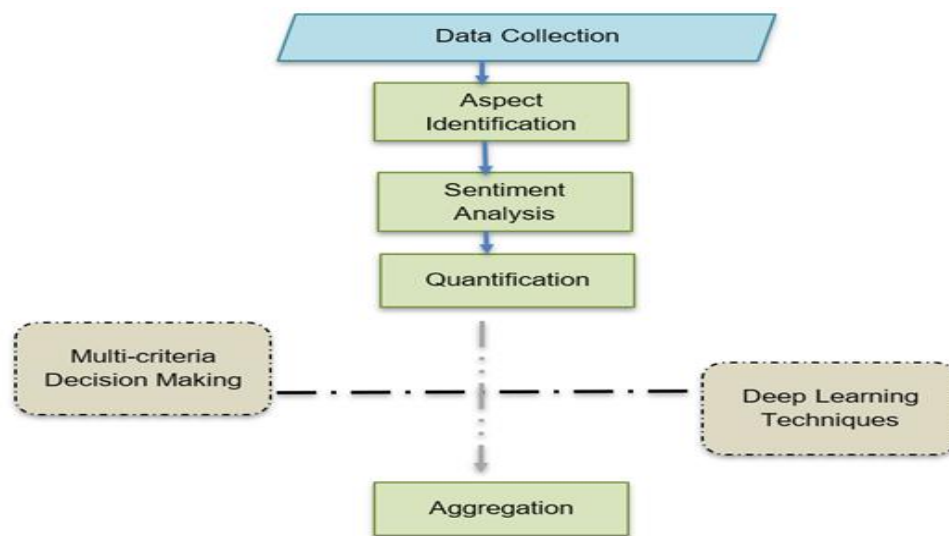 Data Collection
Aspect
Identification
Sentiment
Analysis
Quantification
Multi-criteria
Decision Making
Deep Learning
Techniques
Aggregation